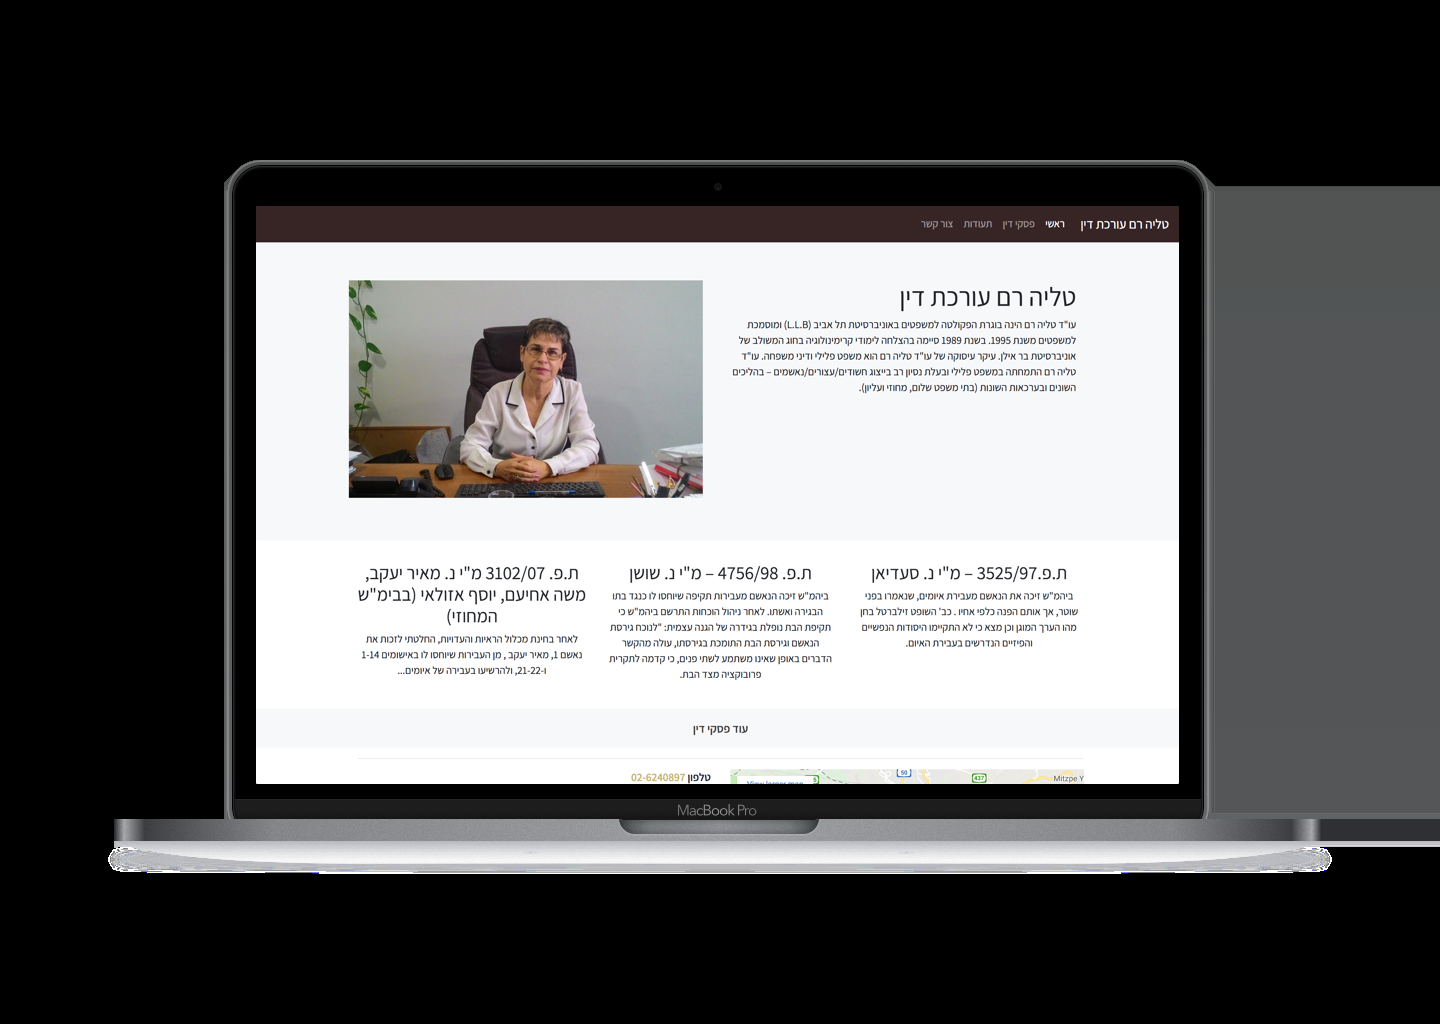 טליה רם עורכת דין ראשי פסקי דין תעודות צור קשר
טליה רם עורכת דין
עו"ד טליה רם הינה בוגרת הפקולטה למשפטים באוניברסיטת תל אביב (L.L.B) ומוסמכת
למשפטים משנת 1995. בשנת 1989 סיימה בהצלחה לימודי קרימינולוגיה בחוג המשולב של
אוניברסיטת בר אילן. עיקר עיסוקה של עו"ד טליה רם הוא משפט פלילי ודיני משפחה. עו"ד
טליה רם התמחתה במשפט פלילי ובעלת נסיון רב בייצוג חשודים/עצורים/נאשמים – בהליכים
השונים ובערכאות השונות (בתי משפט שלום, מחוזי ועליון).
ת.פ.3525/97 – מ"י נ. סעדיאן
ביהמ"ש זיכה את הנאשם מעבירת איומים, שנאמרו בפני
שוטר, אך אותם הפנה כלפי אחיו . כב' השופט זילברטל בחן
מהו הערך המוגן וכן מצא כי לא התקיימו היסודות הנפשיים
והפיזיים הנדרשים בעבירת האיום.
ת.פ. 4756/98 – מ"י נ. שושן
ביהמ"ש זיכה הנאשם מעבירות תקיפה שיוחסו לו כנגד בתו
הבגירה ואשתו. לאחר ניהול הוכחות התרשם ביהמ"ש כי
תקיפת הבת נופלת בגידרה של הגנה עצמית: "לנוכח גירסת
הנאשם וגירסת הבת התומכת בגירסתו, עולה מהקשר
הדברים באופן שאינו משתמע לשתי פנים, כי קדמה לתקרית
פרובוקציה מצד הבת.
ת.פ. 3102/07 מ"י נ. מאיר יעקב,
משה אחיעם, יוסף אזולאי (בבימ"ש
המחוזי)
לאחר בחינת מכלול הראיות והעדויות, החלטתי לזכות את
נאשם 1, מאיר יעקב , מן העבירות שיוחסו לו באישומים 1-14
ו-21-22, ולהרשיעו בעבירה של איומים...
עוד פסקי דין
טלפון 02-6240897
View larger map
50
437
Mitzpe Y
MacBook Pro